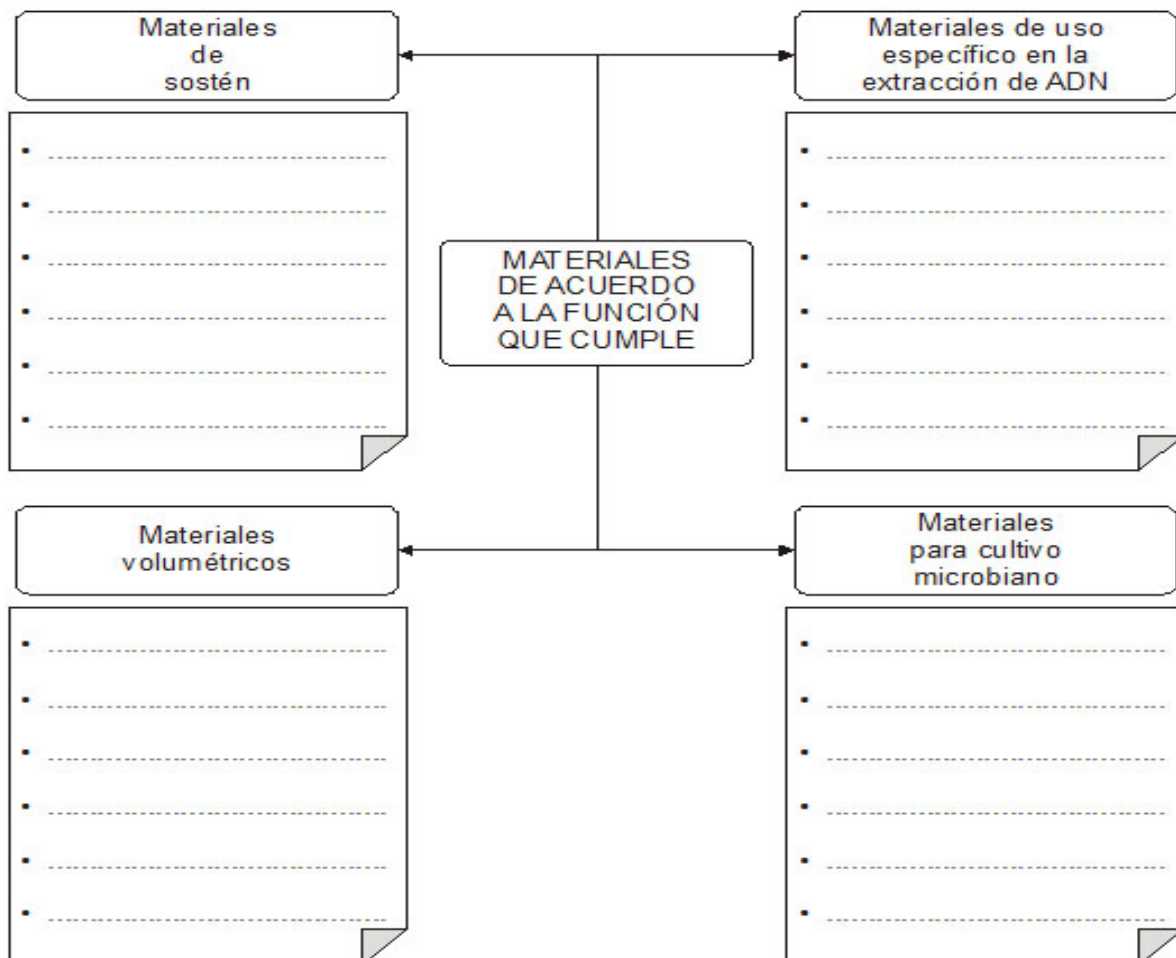 Materiales
de
sostén
Materiales de uso
específico en la
extracción de ADN
MATERIALES
DE ACUERDO
A LA FUNCIÓN
QUE CUMPLE
Materiales
volumétricos
Materiales
para cultivo
microbiano